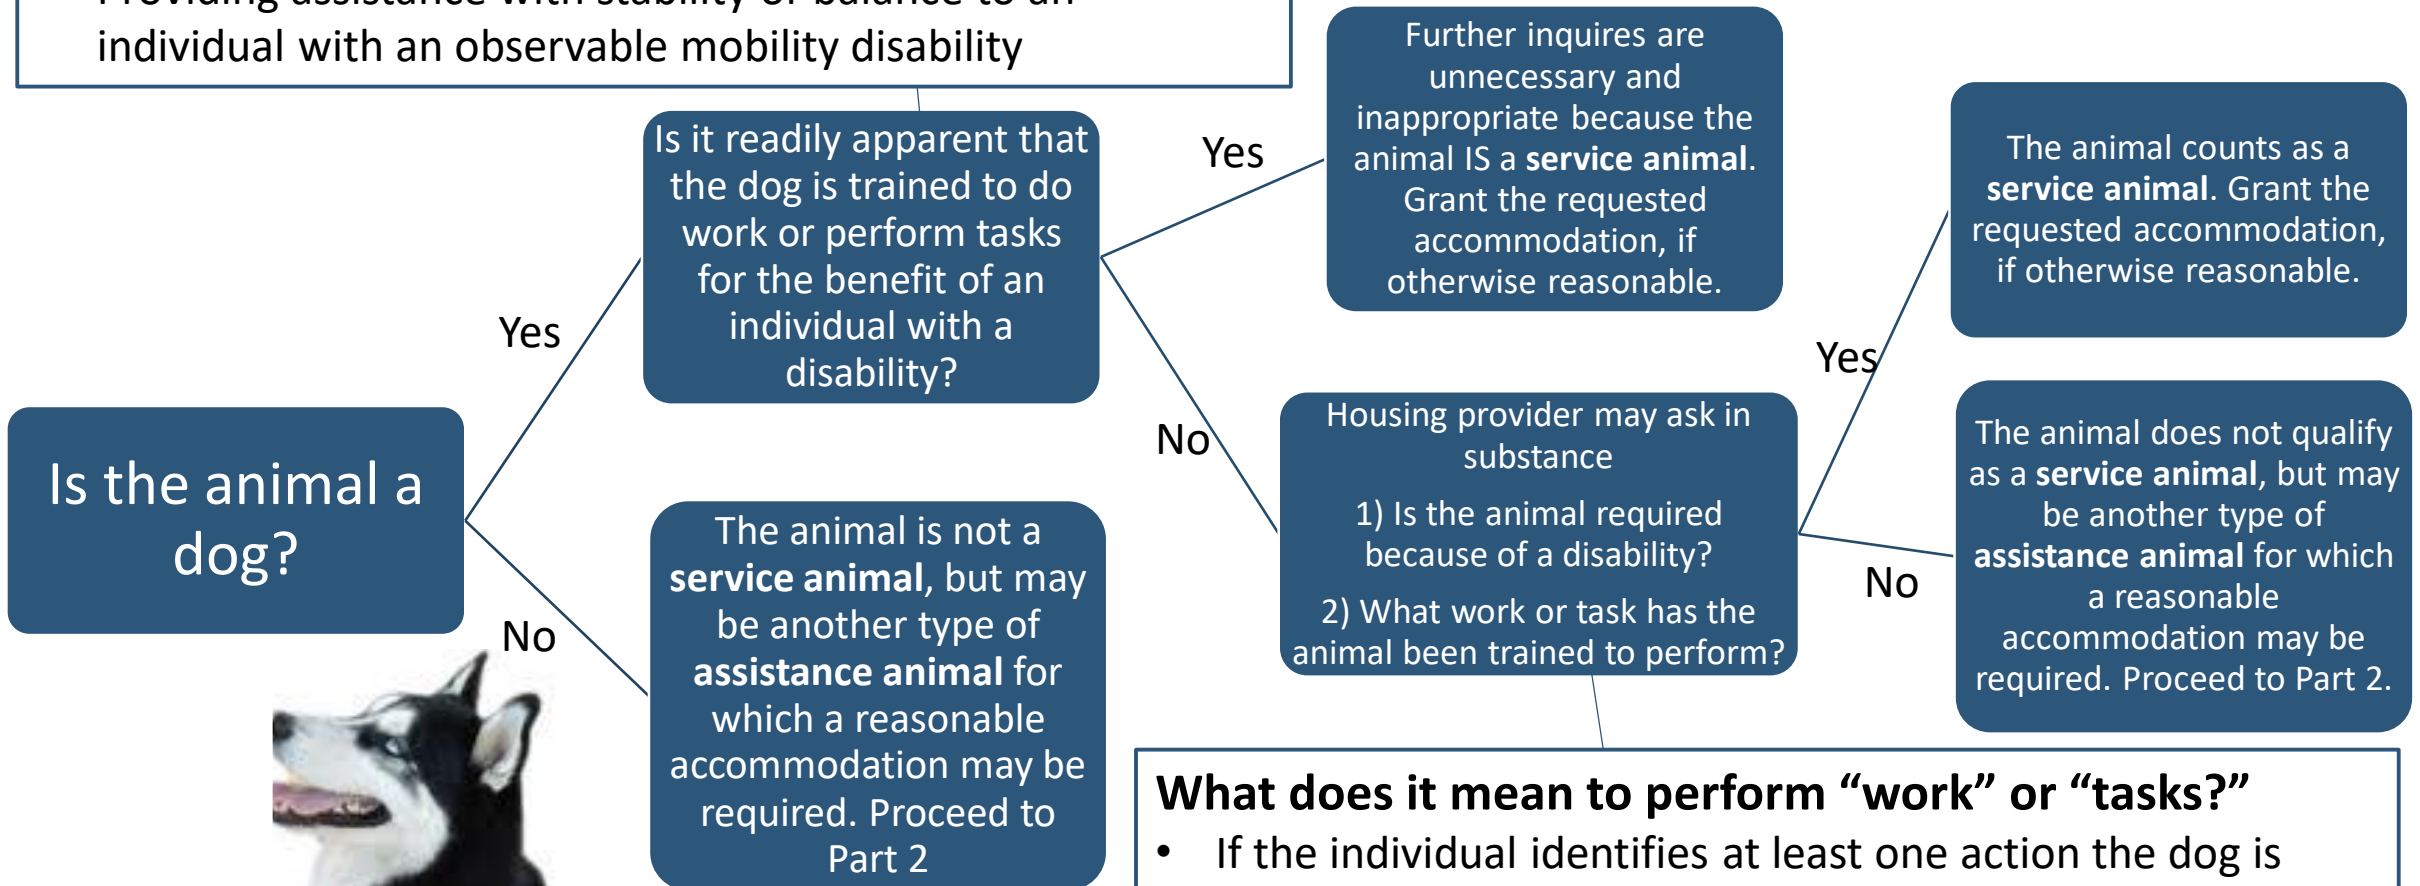 Providing assistance with stability or balance to an
individual with an observable mobility disability
Is the animal a
dog?
Yes
No
Is it readily apparent that
the dog is trained to do
work or perform tasks
for the benefit of an
individual with a
disability?
The animal is not a
service animal, but may
be another type of
assistance animal for
which a reasonable
accommodation may be
required. Proceed to
Part 2
Yes
No
Further inquires are
unnecessary and
inappropriate because the
animal IS a service animal.
Grant the requested
accommodation, if
otherwise reasonable.
Housing provider may ask in
substance
1) Is the animal required
because of a disability?
2) What work or task has the
animal been trained to perform?
Yes
No
The animal counts as a
service animal. Grant the
requested accommodation,
if otherwise reasonable.
The animal does not qualify
as a service animal, but may
be another type of
assistance animal for which
a reasonable
accommodation may be
required. Proceed to Part 2.
What does it mean to perform “work” or “tasks?”
• If the individual identifies at least one action the dog is